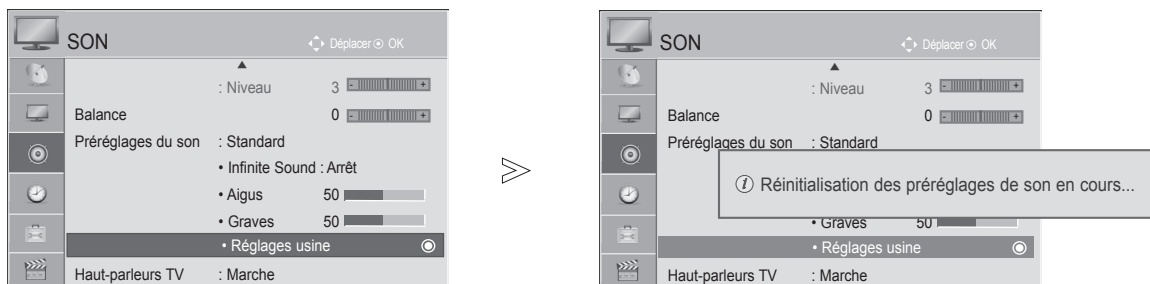 SON
Déplacer OK
: Niveau 3 - +
Balance 0 - +
Préréglages du son : Standard
• Infinite Sound : Arrêt
• Aigus 50
• Graves 50
• Réglages usine
Haut-parleurs TV : Marche
SON
Déplacer OK
: Niveau 3 - +
Balance 0 - +
Préréglages du son : Standard
i Réinitialisation des préréglages de son en cours...
• Graves 50
• Réglages usine
Haut-parleurs TV : Marche